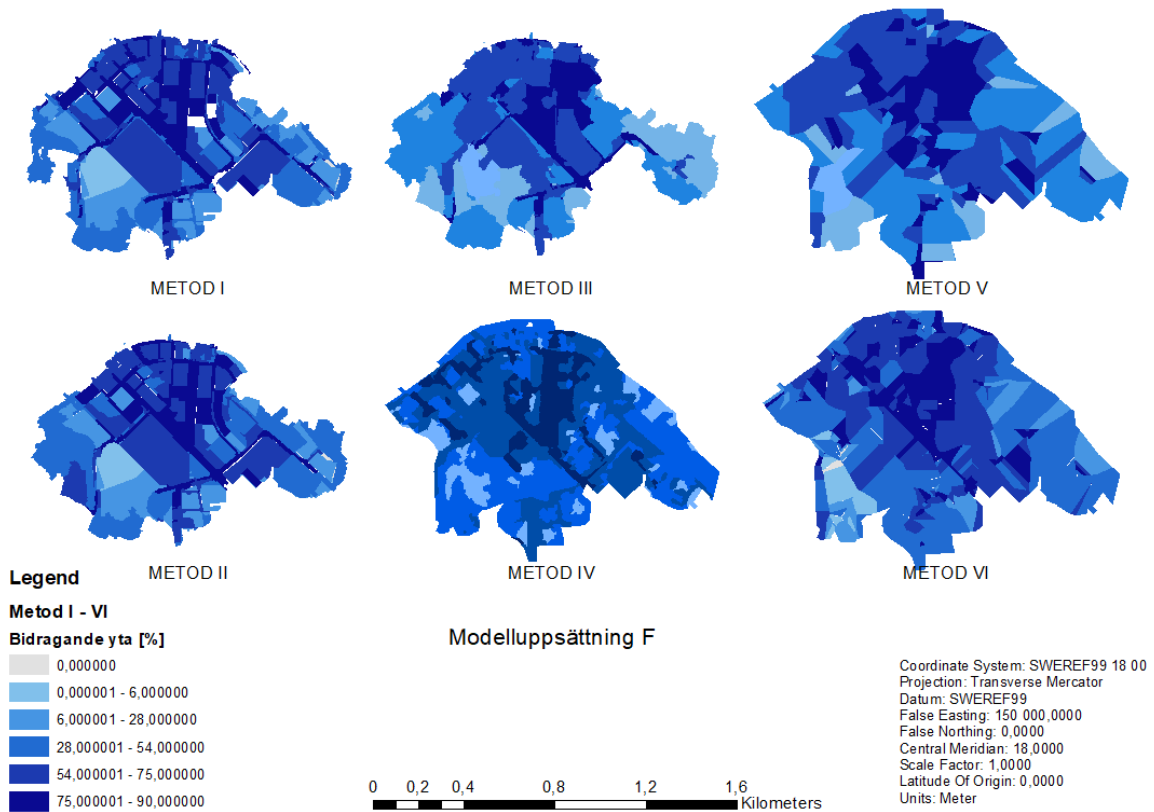 METOD I
METOD III
METOD V
METOD II
METOD IV
METOD VI
Legend
Metod I - VI
Bidragande yta [%]
0,000000
0,000001 - 6,000000
6,000001 - 28,000000
28,000001 - 54,000000
54,000001 - 75,000000
75,000001 - 90,000000
Modelluppsättning F
0 0,2 0,4 0,8 1,2 1,6
Kilometers
Coordinate System: SWEREF99 18 00
Projection: Transverse Mercator
Datum: SWEREF99
False Easting: 150 000,0000
False Northing: 0,0000
Central Meridian: 18,0000
Scale Factor: 1,0000
Latitude Of Origin: 0,0000
Units: Meter